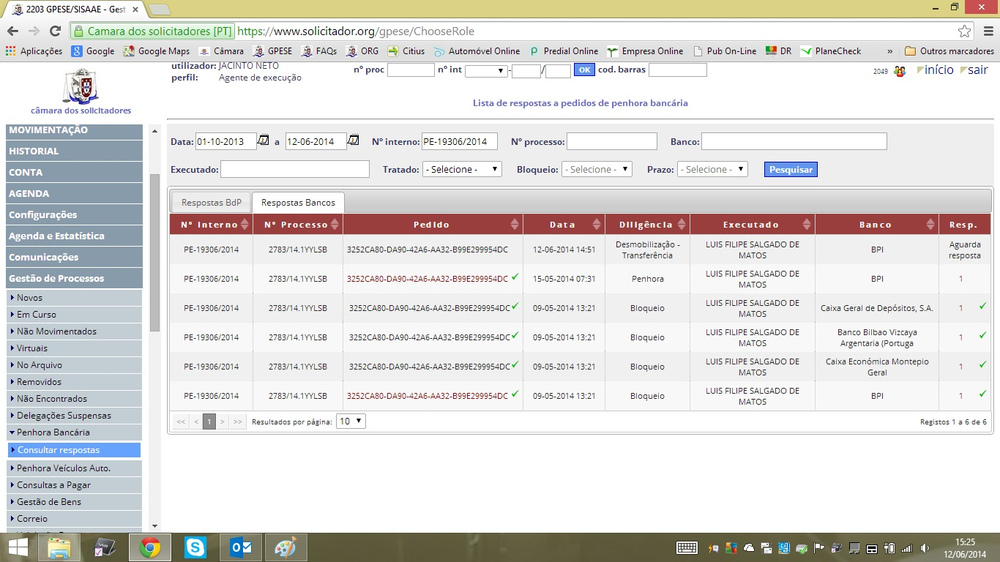 2203 GPESE/SISAAE - Gest
Camara dos solicitadores [PT] https://www.solicitador.org/gpese/ChooseRole
Aplicações Google Google Maps Câmara GPESE FAQs ORG Citius Automóvel Online Predial Online Empresa Online Pub On-Line DR PlaneCheck » Outros marcadores
utilizador: JACINTO NETO
perfil: Agente de execução
nº proc nº int - / OK cod. barras
2049 início sair
câmara dos solicitadores
Lista de respostas a pedidos de penhora bancária
MOVIMENTAÇÃO
HISTORIAL
CONTA
AGENDA
Configurações
Agenda e Estatística
Comunicações
Gestão de Processos
Novos
Em Curso
Não Movimentados
Virtuais
No Arquivo
Removidos
Não Encontrados
Delegações Suspensas
Penhora Bancária
Consultar respostas
Penhora Veículos Auto.
Consultas a Pagar
Gestão de Bens
Correio
Data: 01-10-2013 a 12-06-2014 Nº interno: PE-19306/2014 Nº processo: Banco:
Executado: Tratado: - Selecione - Bloqueio: - Selecione - Prazo: - Selecione - Pesquisar
Respostas BdP Respostas Bancos
Nº Interno Nº Processo Pedido Data Diligência Executado Banco Resp.
PE-19306/2014 2783/14.1YYLSB 3252CA80-DA90-42A6-AA32-B99E299954DC 12-06-2014 14:51 Desmobilização - Transferência LUIS FILIPE SALGADO DE MATOS BPI Aguarda resposta
PE-19306/2014 2783/14.1YYLSB 3252CA80-DA90-42A6-AA32-B99E299954DC 15-05-2014 07:31 Penhora LUIS FILIPE SALGADO DE MATOS BPI 1
PE-19306/2014 2783/14.1YYLSB 3252CA80-DA90-42A6-AA32-B99E299954DC 09-05-2014 13:21 Bloqueio LUIS FILIPE SALGADO DE MATOS Caixa Geral de Depósitos, S.A. 1
PE-19306/2014 2783/14.1YYLSB 3252CA80-DA90-42A6-AA32-B99E299954DC 09-05-2014 13:21 Bloqueio LUIS FILIPE SALGADO DE MATOS Banco Bilbao Vizcaya Argentaria (Portuga 1
PE-19306/2014 2783/14.1YYLSB 3252CA80-DA90-42A6-AA32-B99E299954DC 09-05-2014 13:21 Bloqueio LUIS FILIPE SALGADO DE MATOS Caixa Económica Montepio Geral 1
PE-19306/2014 2783/14.1YYLSB 3252CA80-DA90-42A6-AA32-B99E299954DC 09-05-2014 13:21 Bloqueio LUIS FILIPE SALGADO DE MATOS BPI 1
<< < 1 > >> Resultados por página: 10 Registos 1 a 6 de 6
15:25
12/06/2014